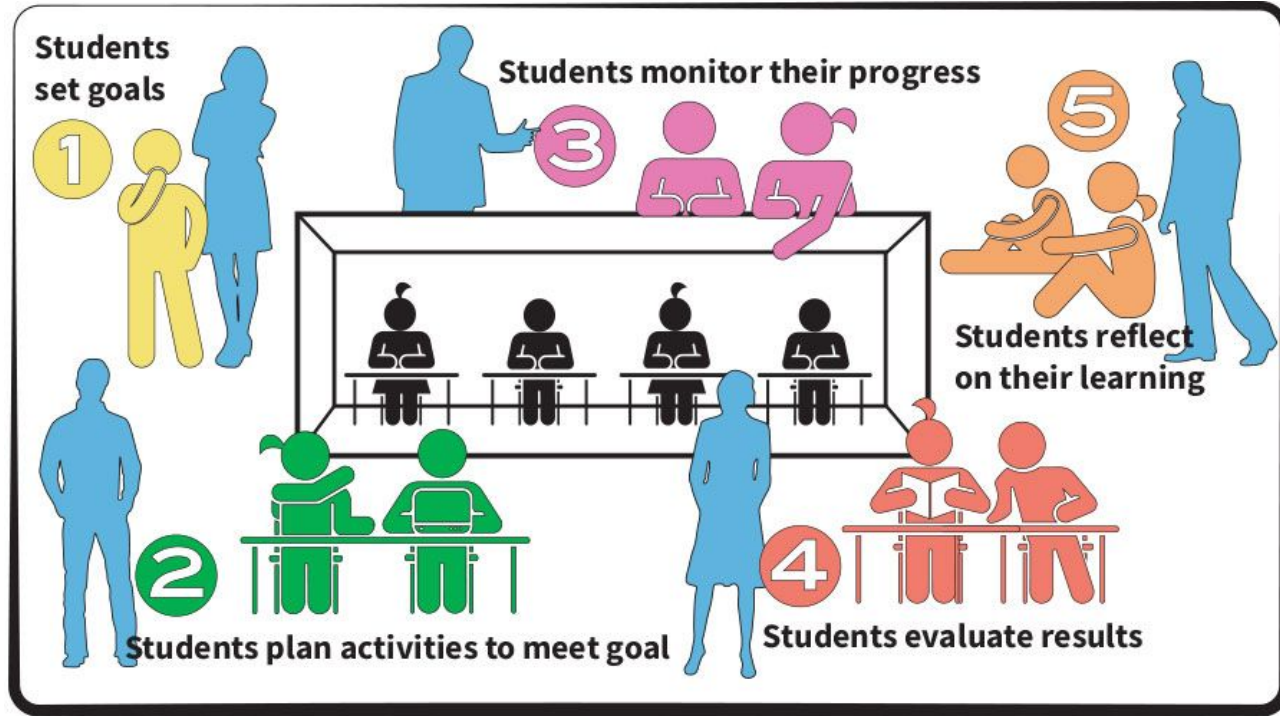 Students
set goals
1
Students plan activities to meet goal
2
Students monitor their progress
3
Students evaluate results
4
5
Students reflect
on their learning